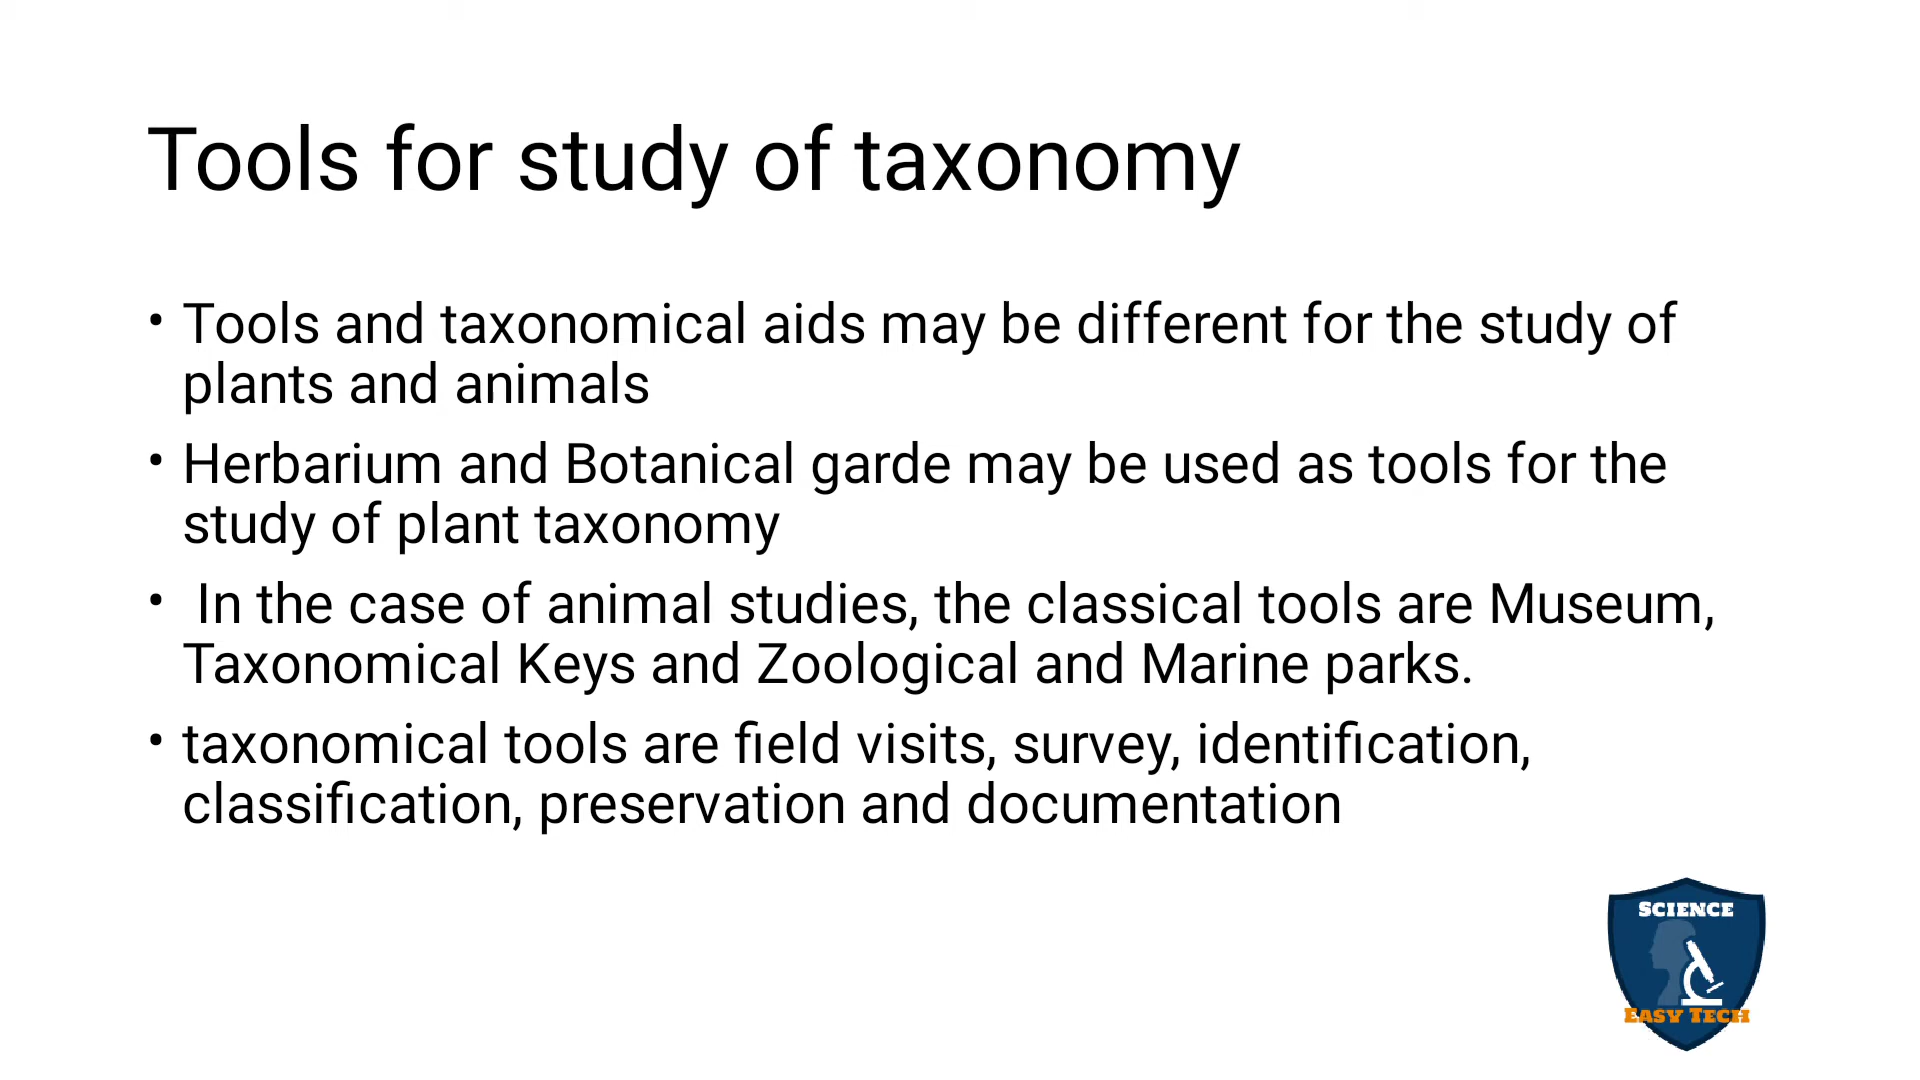 Tools for study of taxonomy
• Tools and taxonomical aids may be different for the study of
plants and animals
• Herbarium and Botanical garde may be used as tools for the
study of plant taxonomy
• In the case of animal studies, the classical tools are Museum,
Taxonomical Keys and Zoological and Marine parks.
• taxonomical tools are field visits, survey, identification,
classification, preservation and documentation
SCIENCE
EASY TECH